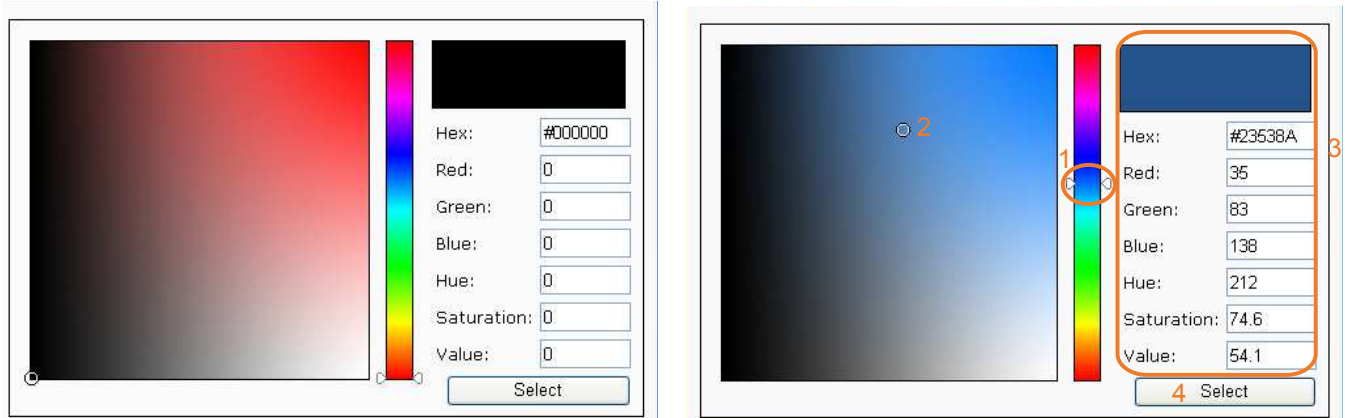 Hex: #000000
Red: 0
Green: 0
Blue: 0
Hue: 0
Saturation: 0
Value: 0
Select
2
1
3
Hex: #23538A
Red: 35
Green: 83
Blue: 138
Hue: 212
Saturation: 74.6
Value: 54.1
4 Select